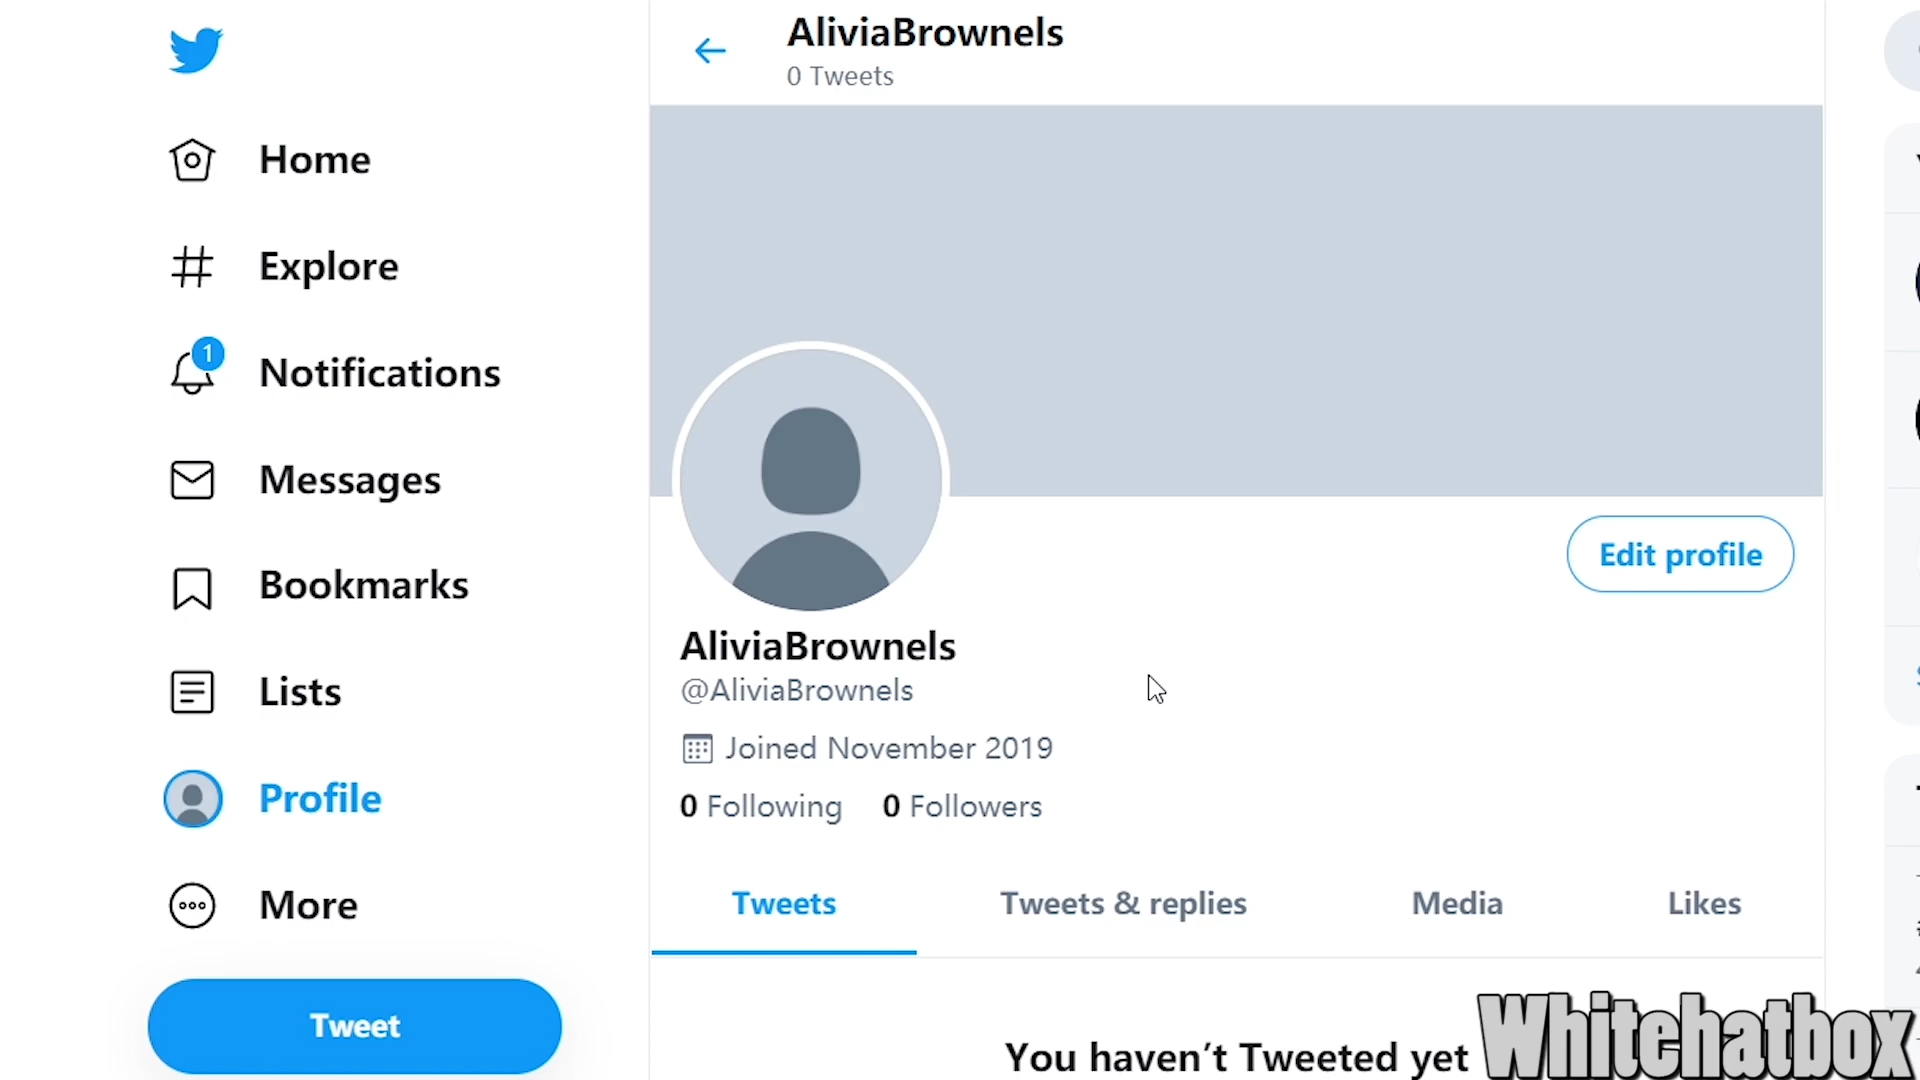 AliviaBrownels
0 Tweets
Home
Explore
1
Notifications
Messages
Bookmarks
Lists
Profile
More
Tweet
Edit profile
AliviaBrownels
@AliviaBrownels
Joined November 2019
0 Following 0 Followers
Tweets Tweets & replies Media Likes
You haven’t Tweeted yet
Whitehatbox